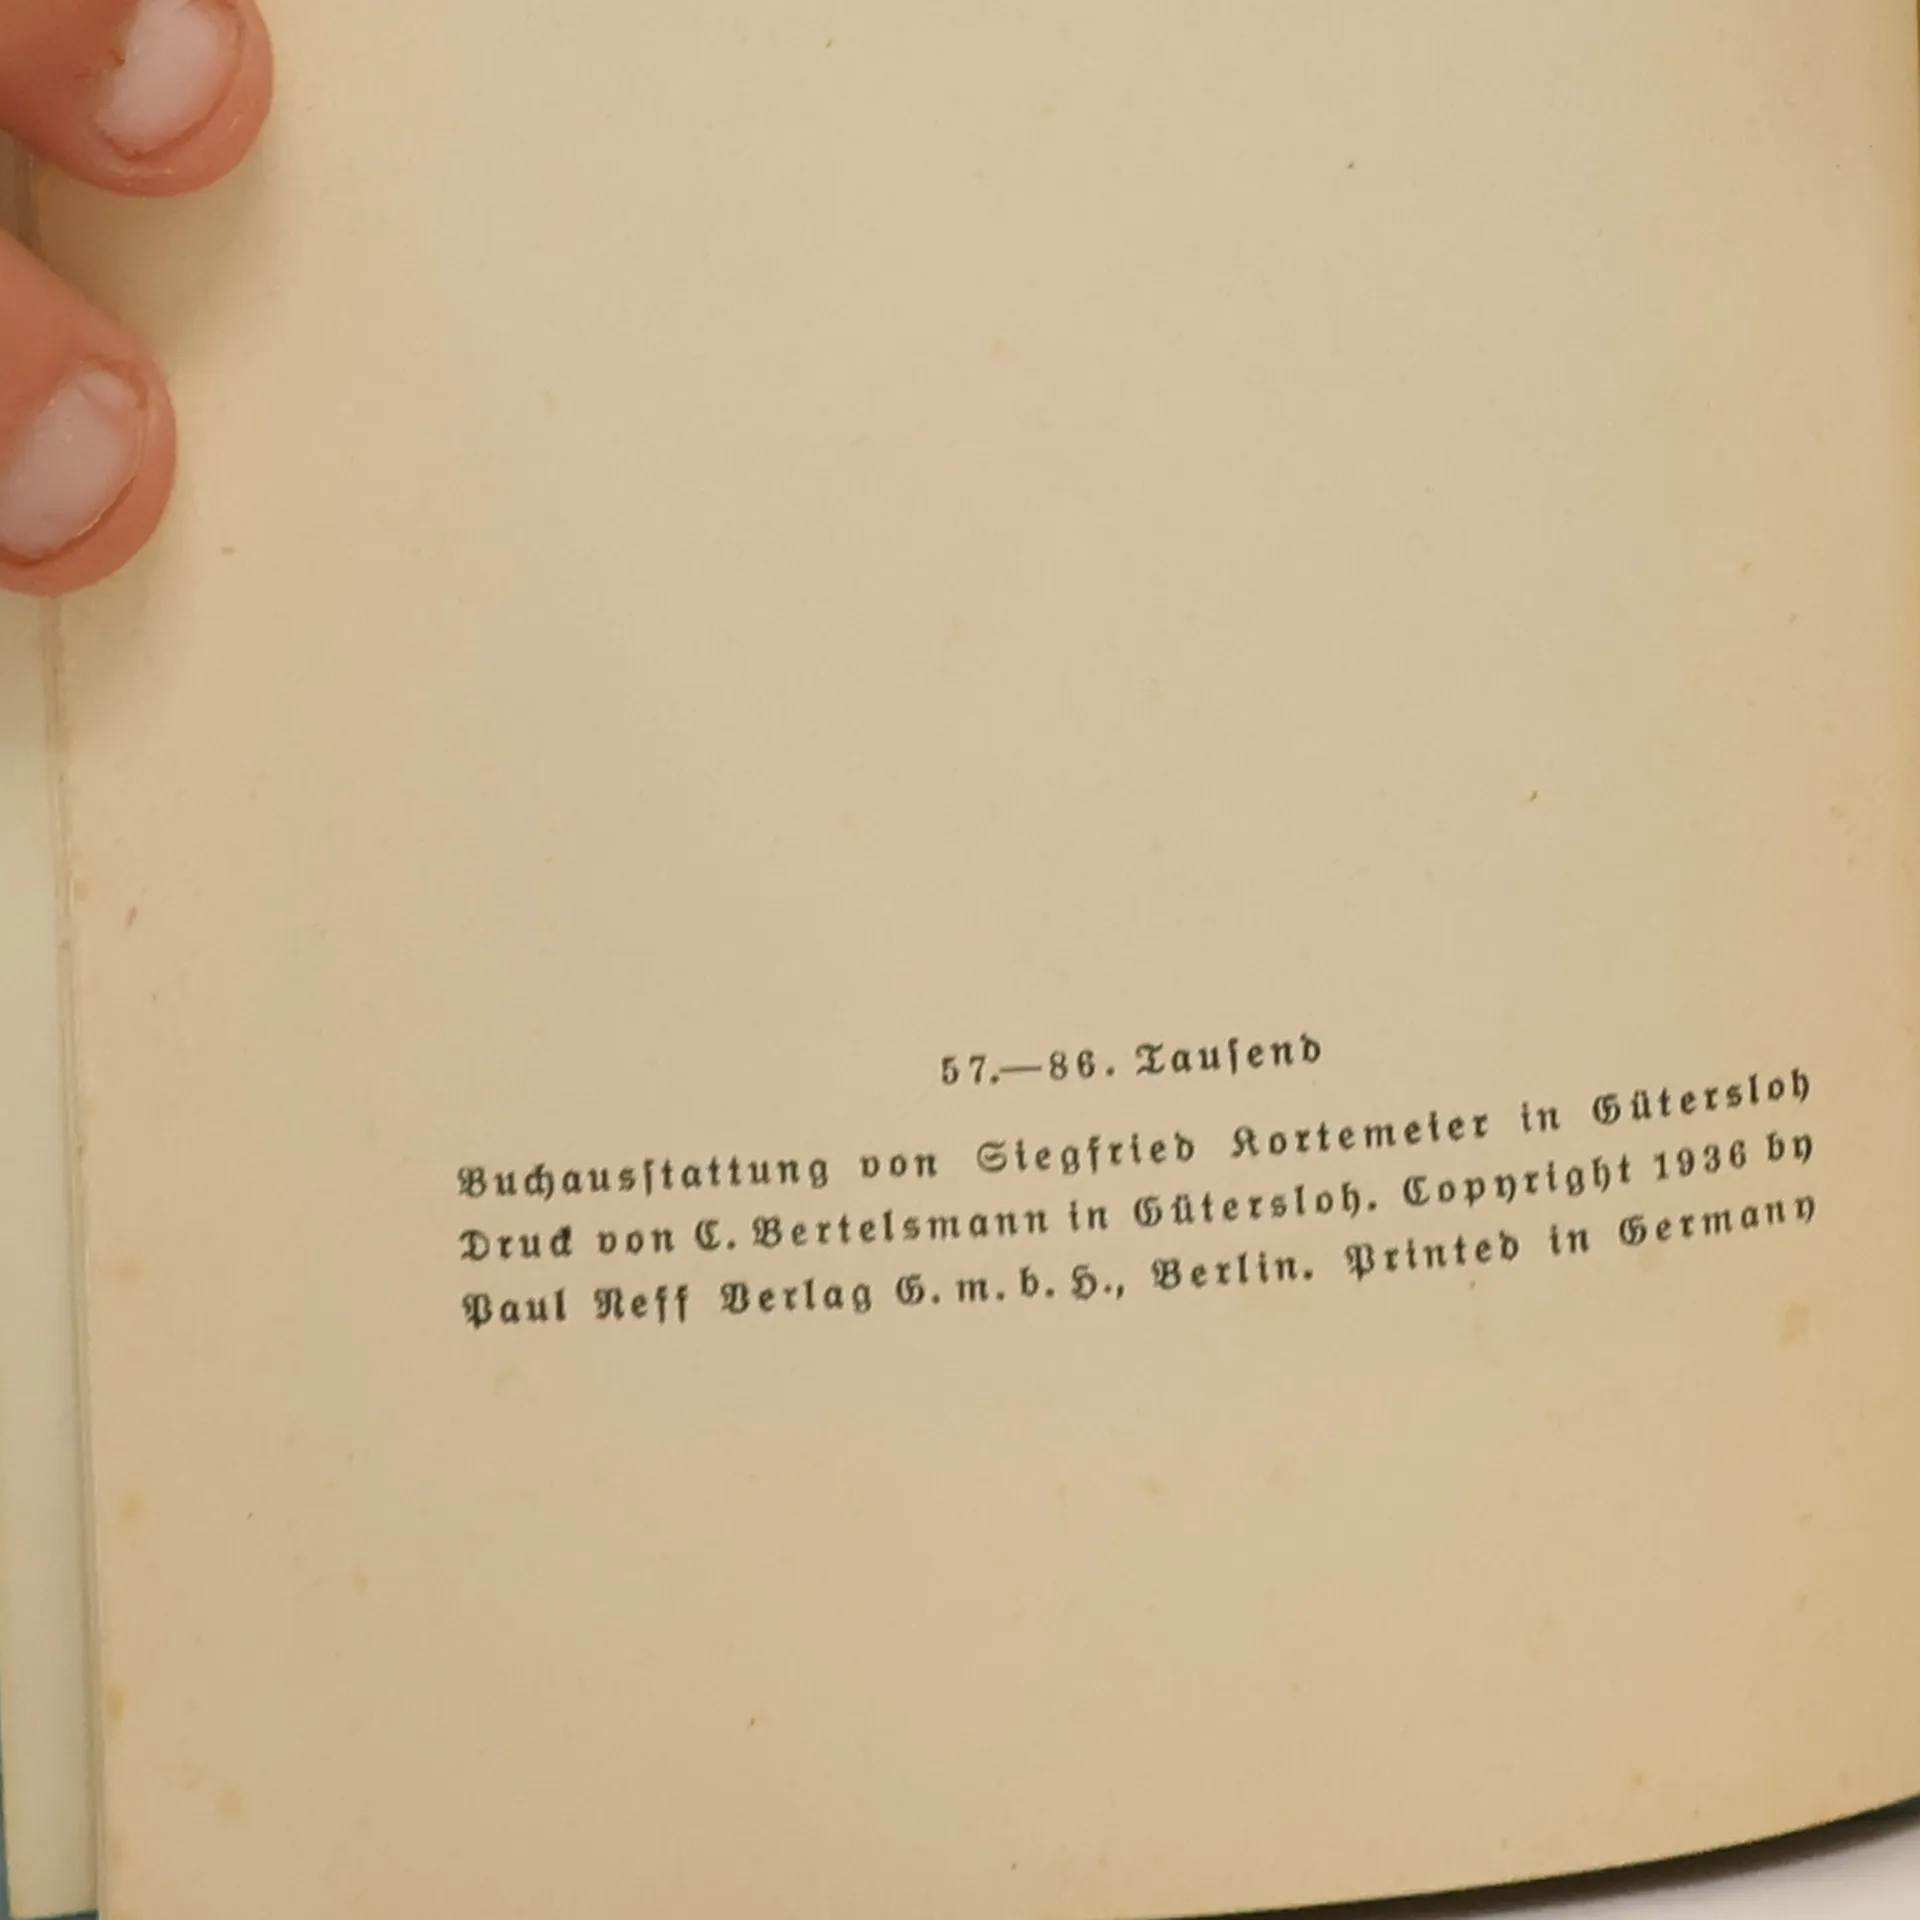 57.—86. Tauſend
Buchausſtattung von Siegfried Kortemeier in Gütersloh
Druck von C. Bertelsmann in Gütersloh. Copyright 1936 by
Paul Neff Verlag G. m. b. H., Berlin. Printed in Germany